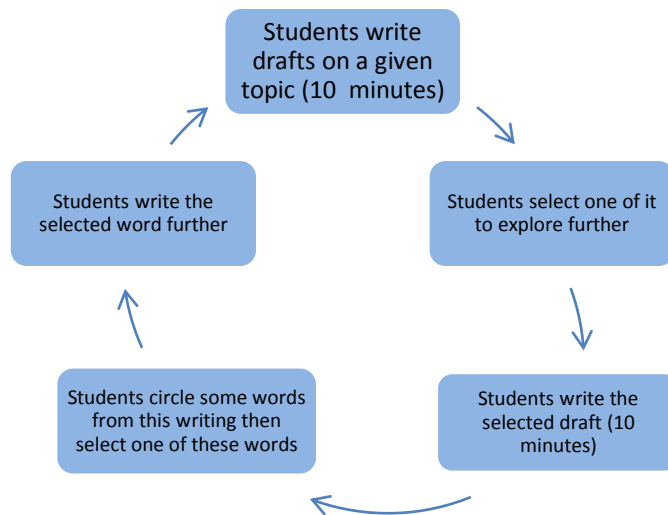 Students write
drafts on a given
topic (10 minutes)
Students select one of it
to explore further
Students write the
selected draft (10
minutes)
Students circle some words
from this writing then
select one of these words
Students write the
selected word further